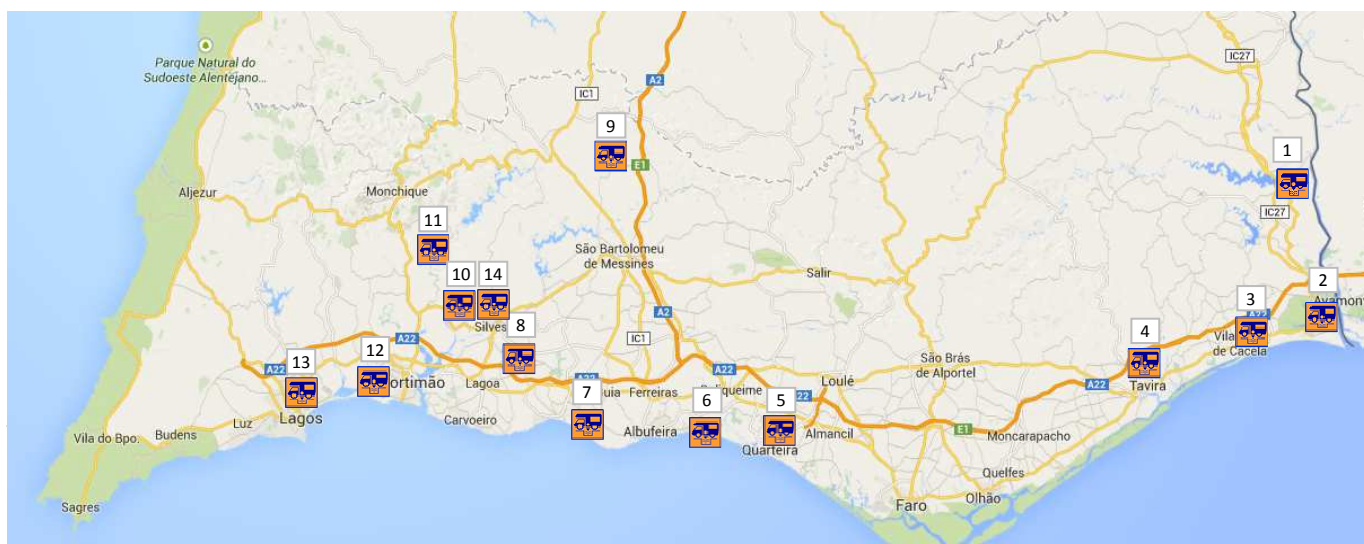 Parque Natural do
Sudoeste Alentejano...
IC27
A2
IC1
9
E1
1
Aljezur
Monchique
IC27
11
São Bartolomeu
de Messines
Salir
10
14
2
3
A2
A22
Silves
8
4
Vila
de Cacela
A22
IC1
12
São Brás
de Alportel
13
A22
Lagoa
A22
Loulé
A22
Tavira
7
Ferreiras
A22
6
5
Lagos
Luz
Carvoeiro
Albufeira
Almancil
E1
Moncarapacho
Vila do Bpo.
Budens
Quarteira
Quelfes
Sagres
Faro
Olhão